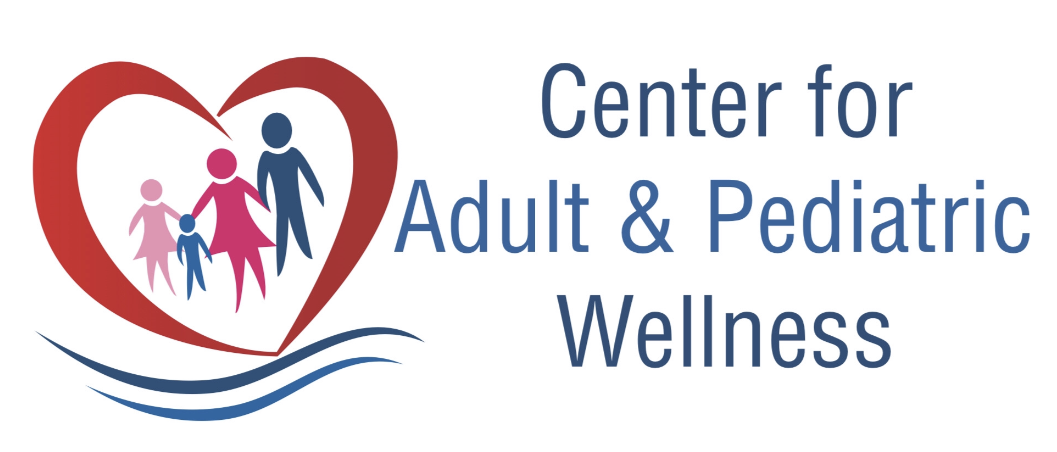 Center for
Adult & Pediatric
Wellness